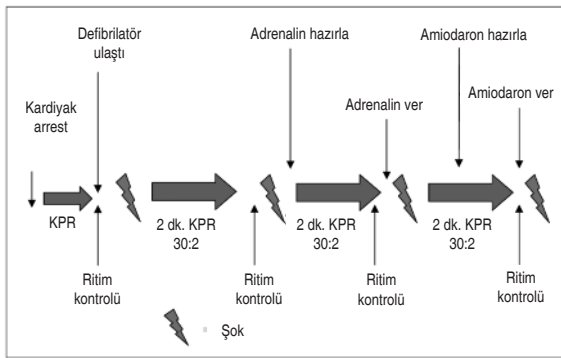 Defibrilatör
ulaştı
Adrenalin hazırla
Amiodaron hazırla
Kardiyak
arrest
Adrenalin ver
Amiodaron ver
KPR
2 dk. KPR
30:2
2 dk. KPR
30:2
2 dk. KPR
30:2
Ritim
kontrolü
Ritim
kontrolü
Ritim
kontrolü
Ritim
kontrolü
Şok